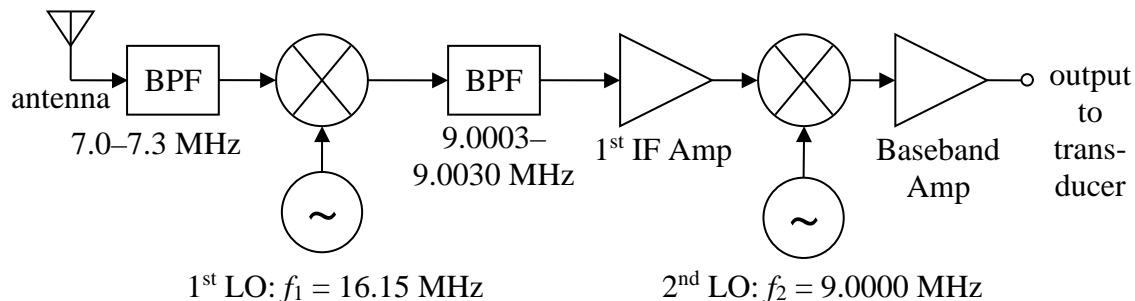 antenna
BPF
7.0–7.3 MHz
~
1st LO: f1 = 16.15 MHz
BPF
9.0003–
9.0030 MHz
1st IF Amp
~
2nd LO: f2 = 9.0000 MHz
Baseband
Amp
output
to
trans-
ducer